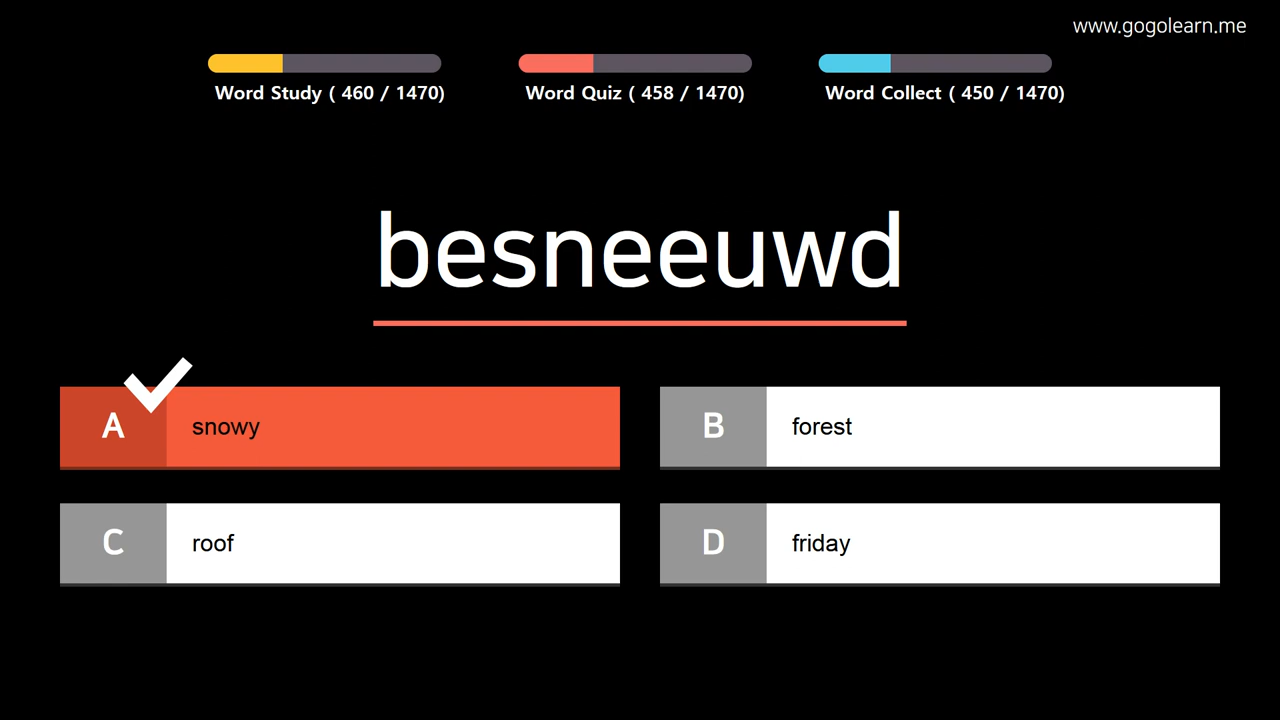 www.gogolearn.me
Word Study ( 460 / 1470)
Word Quiz ( 458 / 1470)
Word Collect ( 450 / 1470)
besneeuwd
A snowy
B forest
C roof
D friday